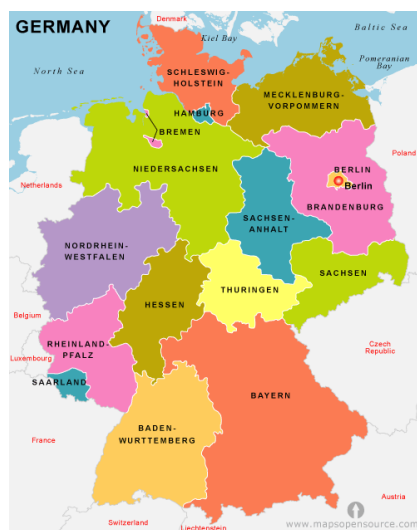 GERMANY
Denmark
Baltic Sea
Kiel Bay
Pomeranian
Bay
North Sea
SCHLESWIG-
HOLSTEIN
MECKLENBURG-
VORPOMMERN
HAMBURG
BREMEN
Poland
NIEDERSACHSEN
BERLIN
Berlin
Netherlands
BRANDENBURG
SACHSEN-
ANHALT
NORDRHEIN-
WESTFALEN
SACHSEN
THURINGEN
HESSEN
Belgium
RHEINLAND-
PFALZ
Czech
Republic
Luxembourg
SAARLAND
BAYERN
BADEN-
WURTTEMBERG
France
Austria
Switzerland
Liechtenstein
www.mapsopensource.com